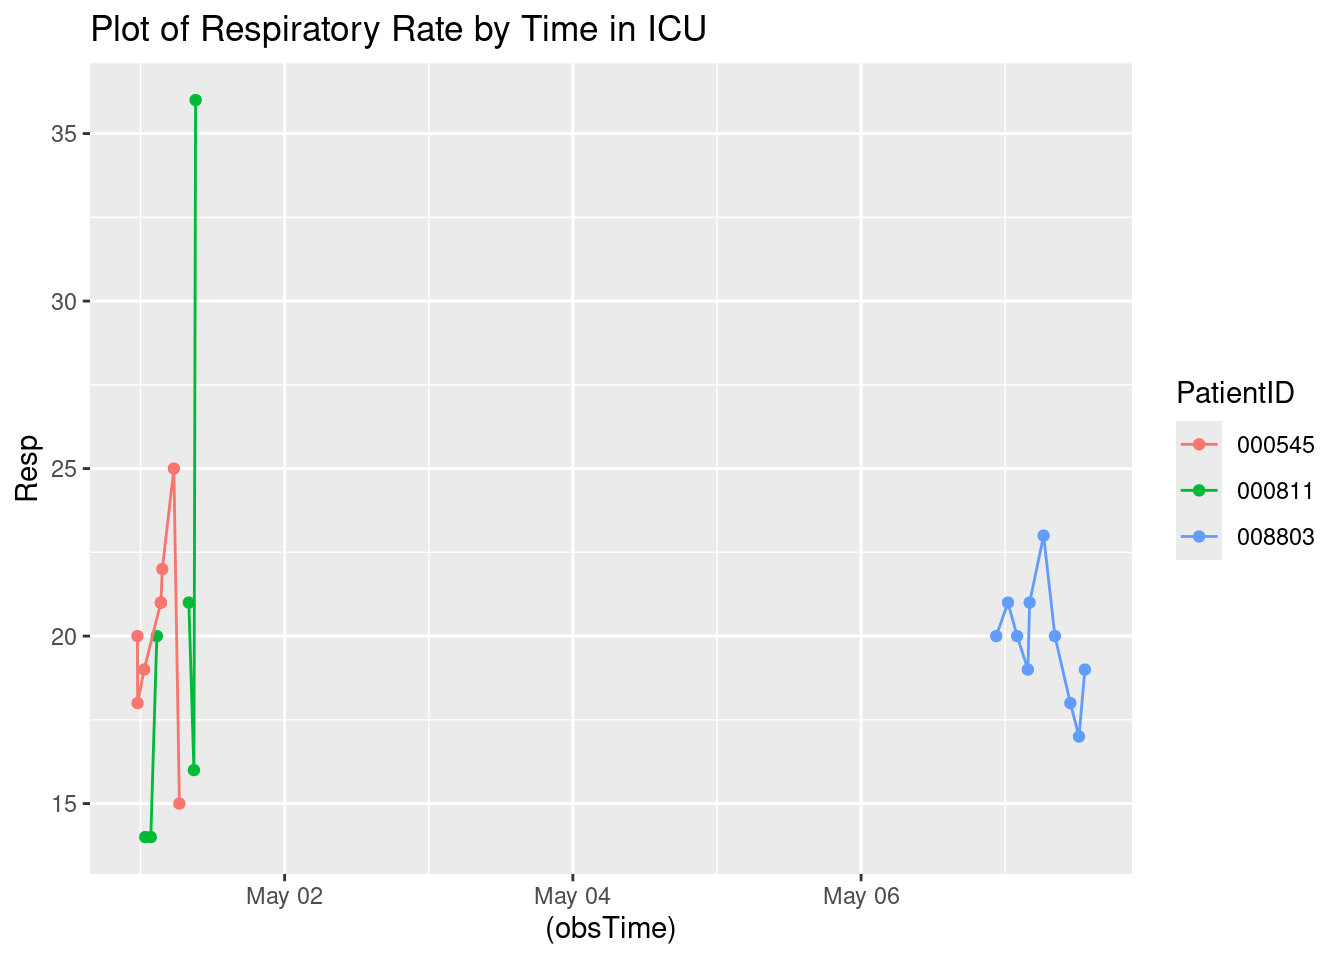 Plot of Respiratory Rate by Time in ICU
35
30
25
20
15
Resp
May 02
May 04
May 06
(obsTime)
PatientID
000545
000811
008803